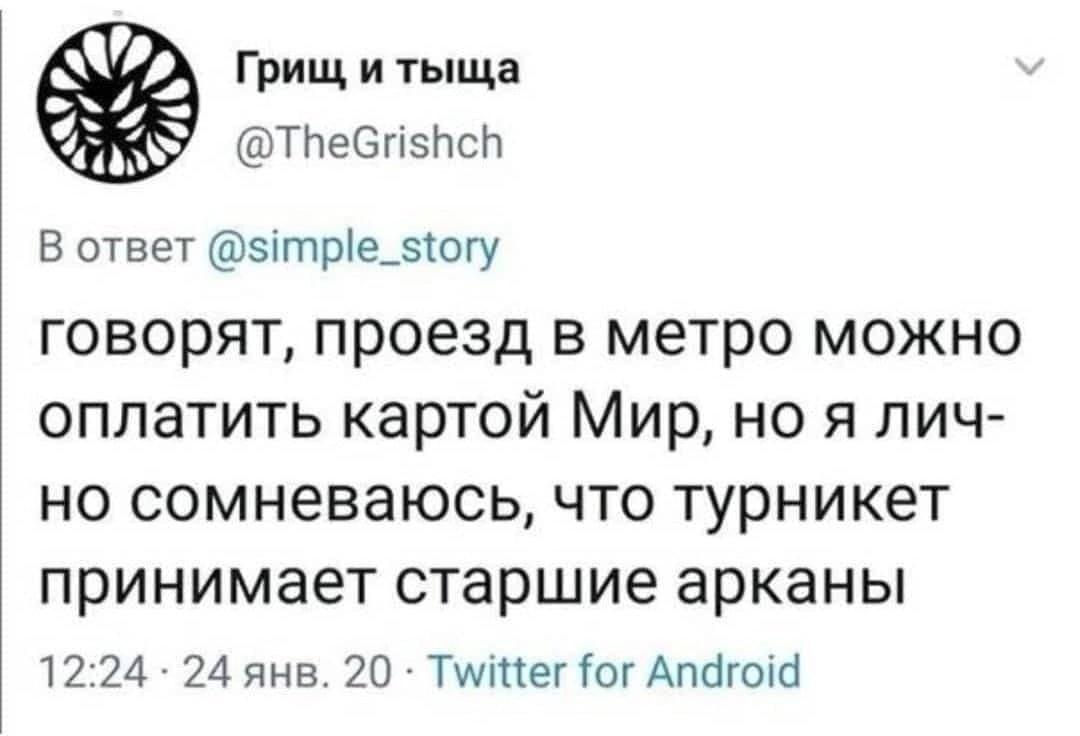 Грищ и тыща
@TheGrishch
В ответ @simple_story
говорят, проезд в метро можно
оплатить картой Мир, но я лич-
но сомневаюсь, что турникет
принимает старшие арканы
12:24 · 24 янв. 20 · Twitter for Android